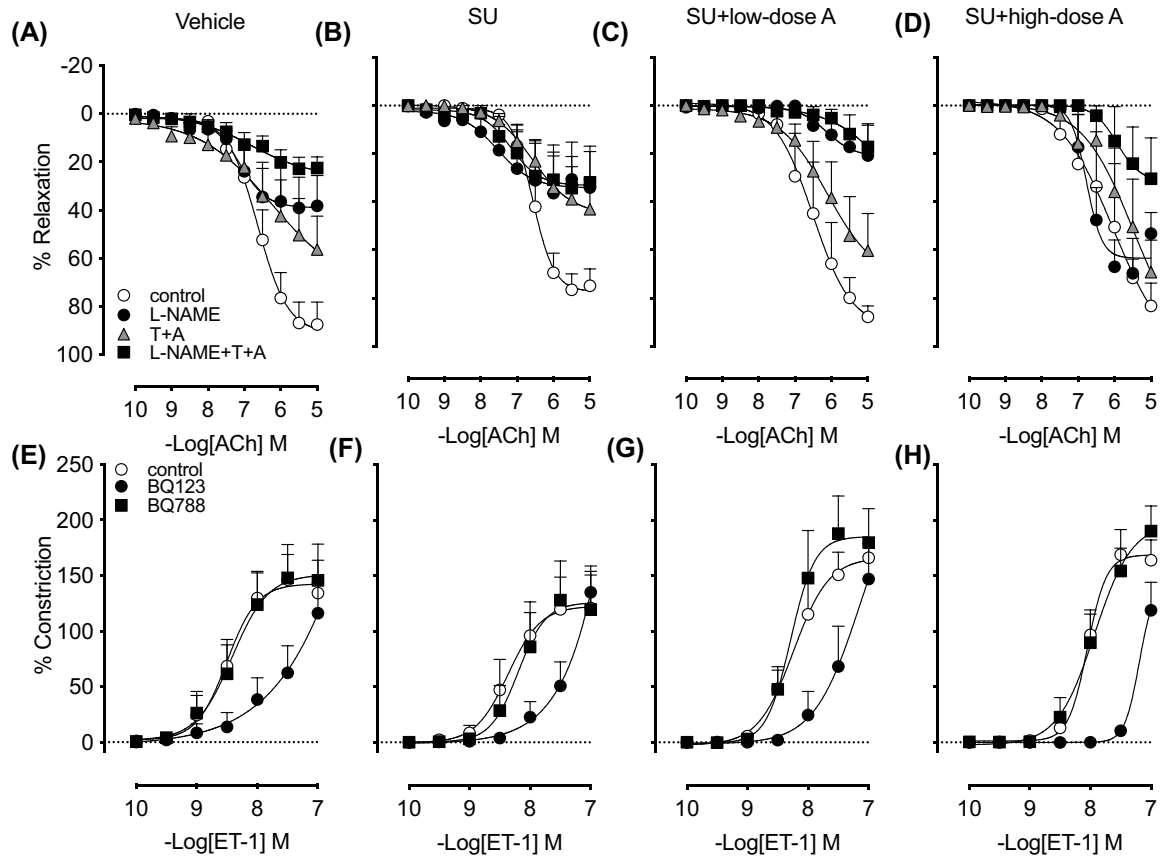 (A) Vehicle
(B) SU
(C) SU+low-dose A
(D) SU+high-dose A
% Relaxation
-20
0
20
40
60
80
100
control
L-NAME
T+A
L-NAME+T+A
10 9 8 7 6 5
10 9 8 7 6 5
10 9 8 7 6 5
10 9 8 7 6 5
-Log[ACh] M
-Log[ACh] M
-Log[ACh] M
-Log[ACh] M
(E)
(F)
(G)
(H)
% Constriction
250
200
150
100
50
0
control
BQ123
BQ788
10 9 8 7
10 9 8 7
10 9 8 7
10 9 8 7
-Log[ET-1] M
-Log[ET-1] M
-Log[ET-1] M
-Log[ET-1] M